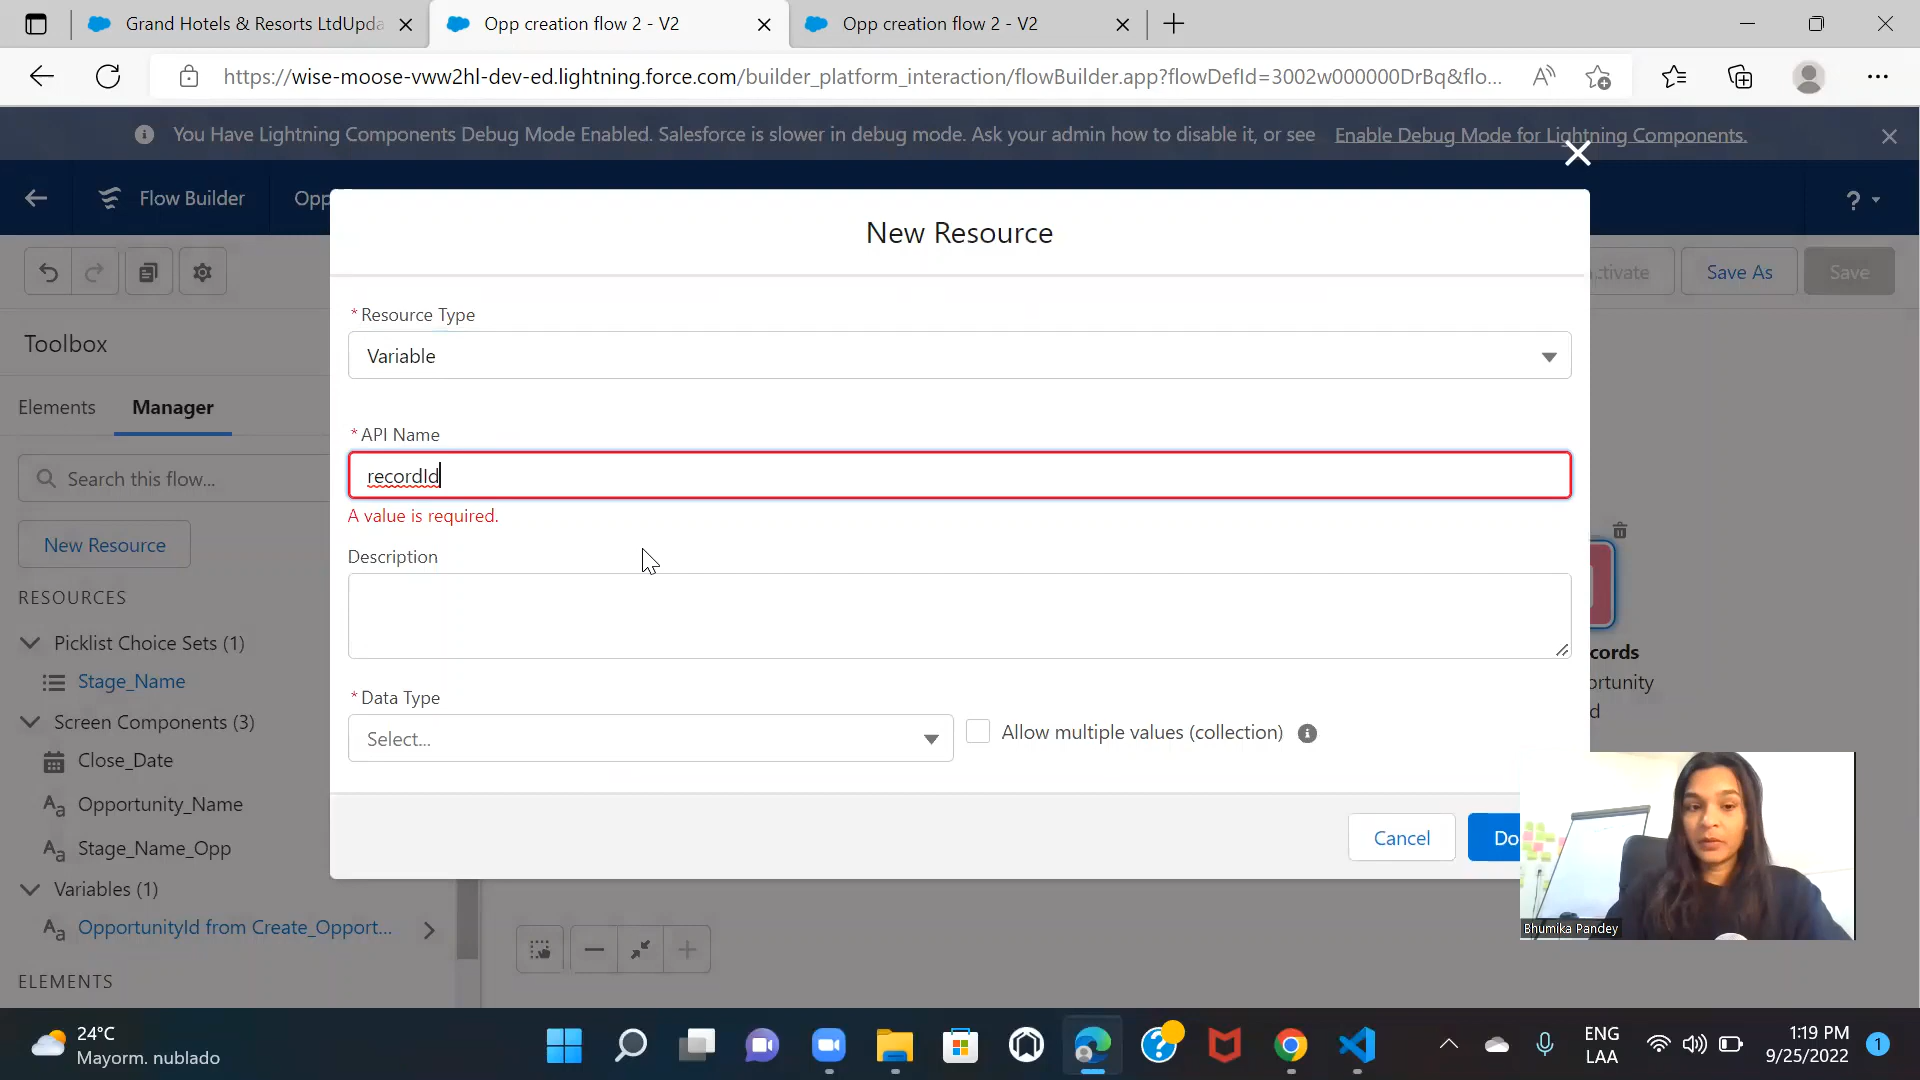 Grand Hotels & Resorts LtdUpda
Opp creation flow 2 - V2
Opp creation flow 2 - V2
https://wise-moose-vww2hl-dev-ed.lightning.force.com/builder_platform_interaction/flowBuilder.app?flowDefId=3002w000000DrBq&flo...
You Have Lightning Components Debug Mode Enabled. Salesforce is slower in debug mode. Ask your admin how to disable it, or see Enable Debug Mode for Lightning Components.
Flow Builder
Opp
?
New Resource
ctivate
Save As
Save
Toolbox
*Resource Type
Variable
Elements
Manager
*API Name
Search this flow...
recordId
A value is required.
New Resource
Description
RESOURCES
Picklist Choice Sets (1)
Stage_Name
cords
ortunity
d
*Data Type
Select...
Allow multiple values (collection)
Screen Components (3)
Close_Date
Opportunity_Name
Stage_Name_Opp
Cancel
Do
Variables (1)
OpportunityId from Create_Opport...
Bhumika Pandey
ELEMENTS
24°C
Mayorm. nublado
ENG
LAA
1:19 PM
9/25/2022
1